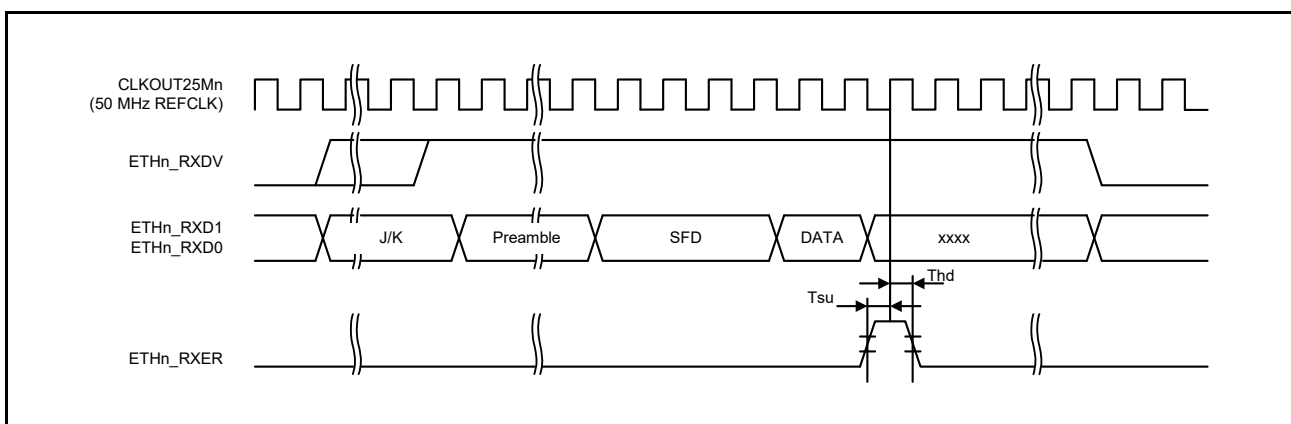 CLKOUT25Mn
(50 MHz REFCLK)
ETHn_RXDV
ETHn_RXD1
ETHn_RXD0
J/K
Preamble
SFD
DATA
xxxx
Thd
Tsu
ETHn_RXER